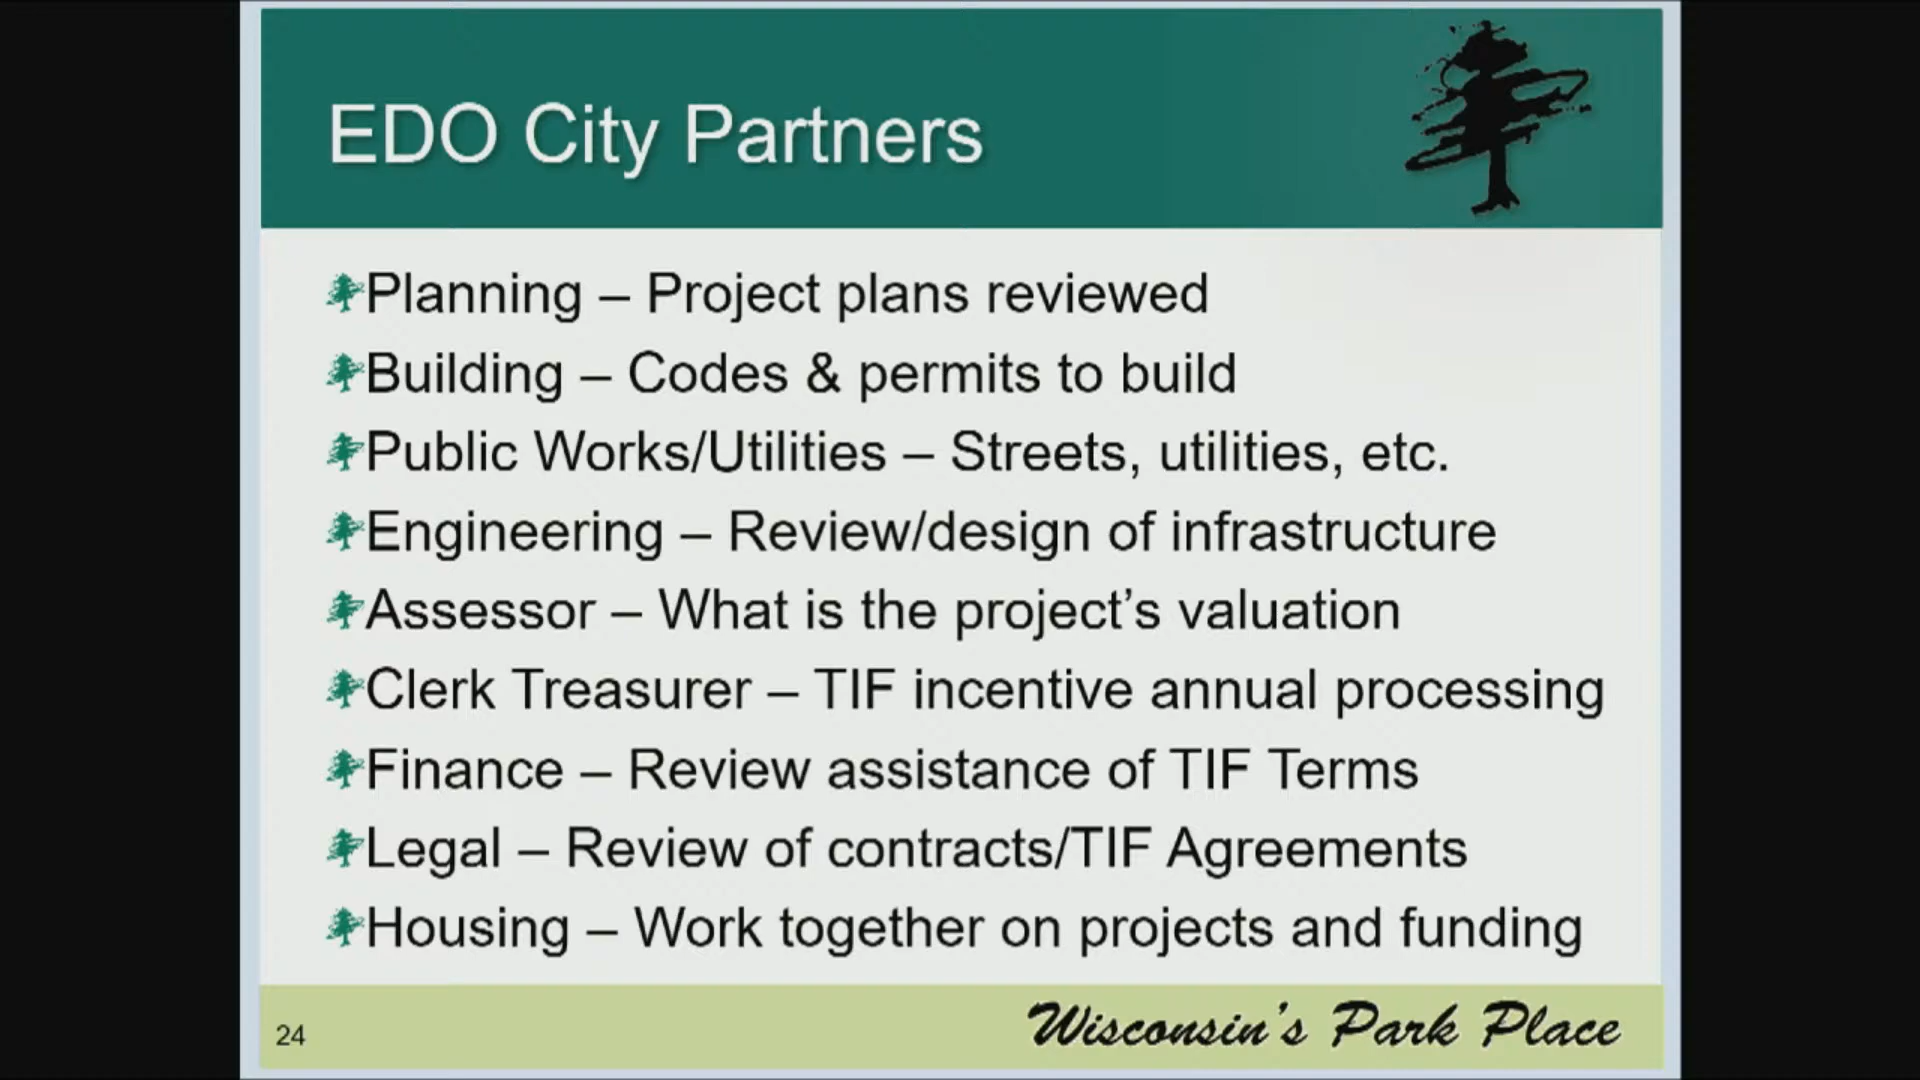 EDO City Partners
Planning – Project plans reviewed
Building – Codes & permits to build
Public Works/Utilities – Streets, utilities, etc.
Engineering – Review/design of infrastructure
Assessor – What is the project’s valuation
Clerk Treasurer – TIF incentive annual processing
Finance – Review assistance of TIF Terms
Legal – Review of contracts/TIF Agreements
Housing – Work together on projects and funding
24
Wisconsin’s Park Place